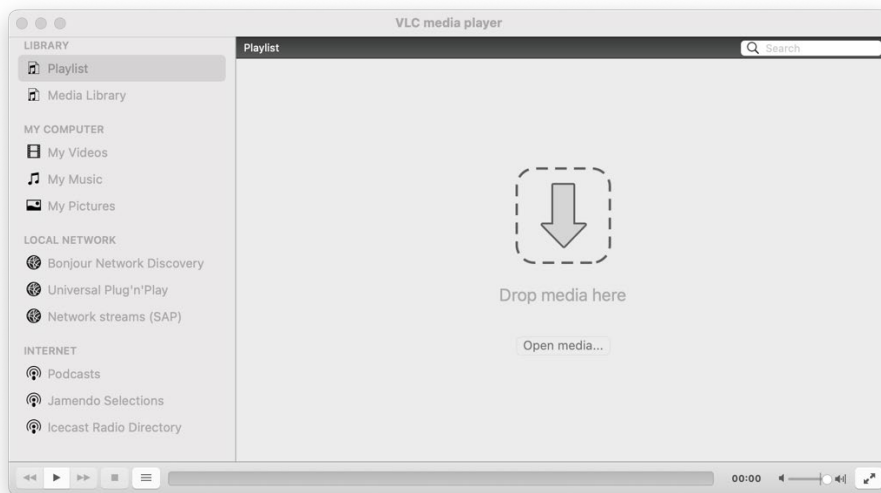 VLC media player
LIBRARY
Playlist
Media Library
MY COMPUTER
My Videos
My Music
My Pictures
LOCAL NETWORK
Bonjour Network Discovery
Universal Plug'n'Play
Network streams (SAP)
INTERNET
Podcasts
Jamendo Selections
Icecast Radio Directory
Playlist
Search
Drop media here
Open media...
00:00